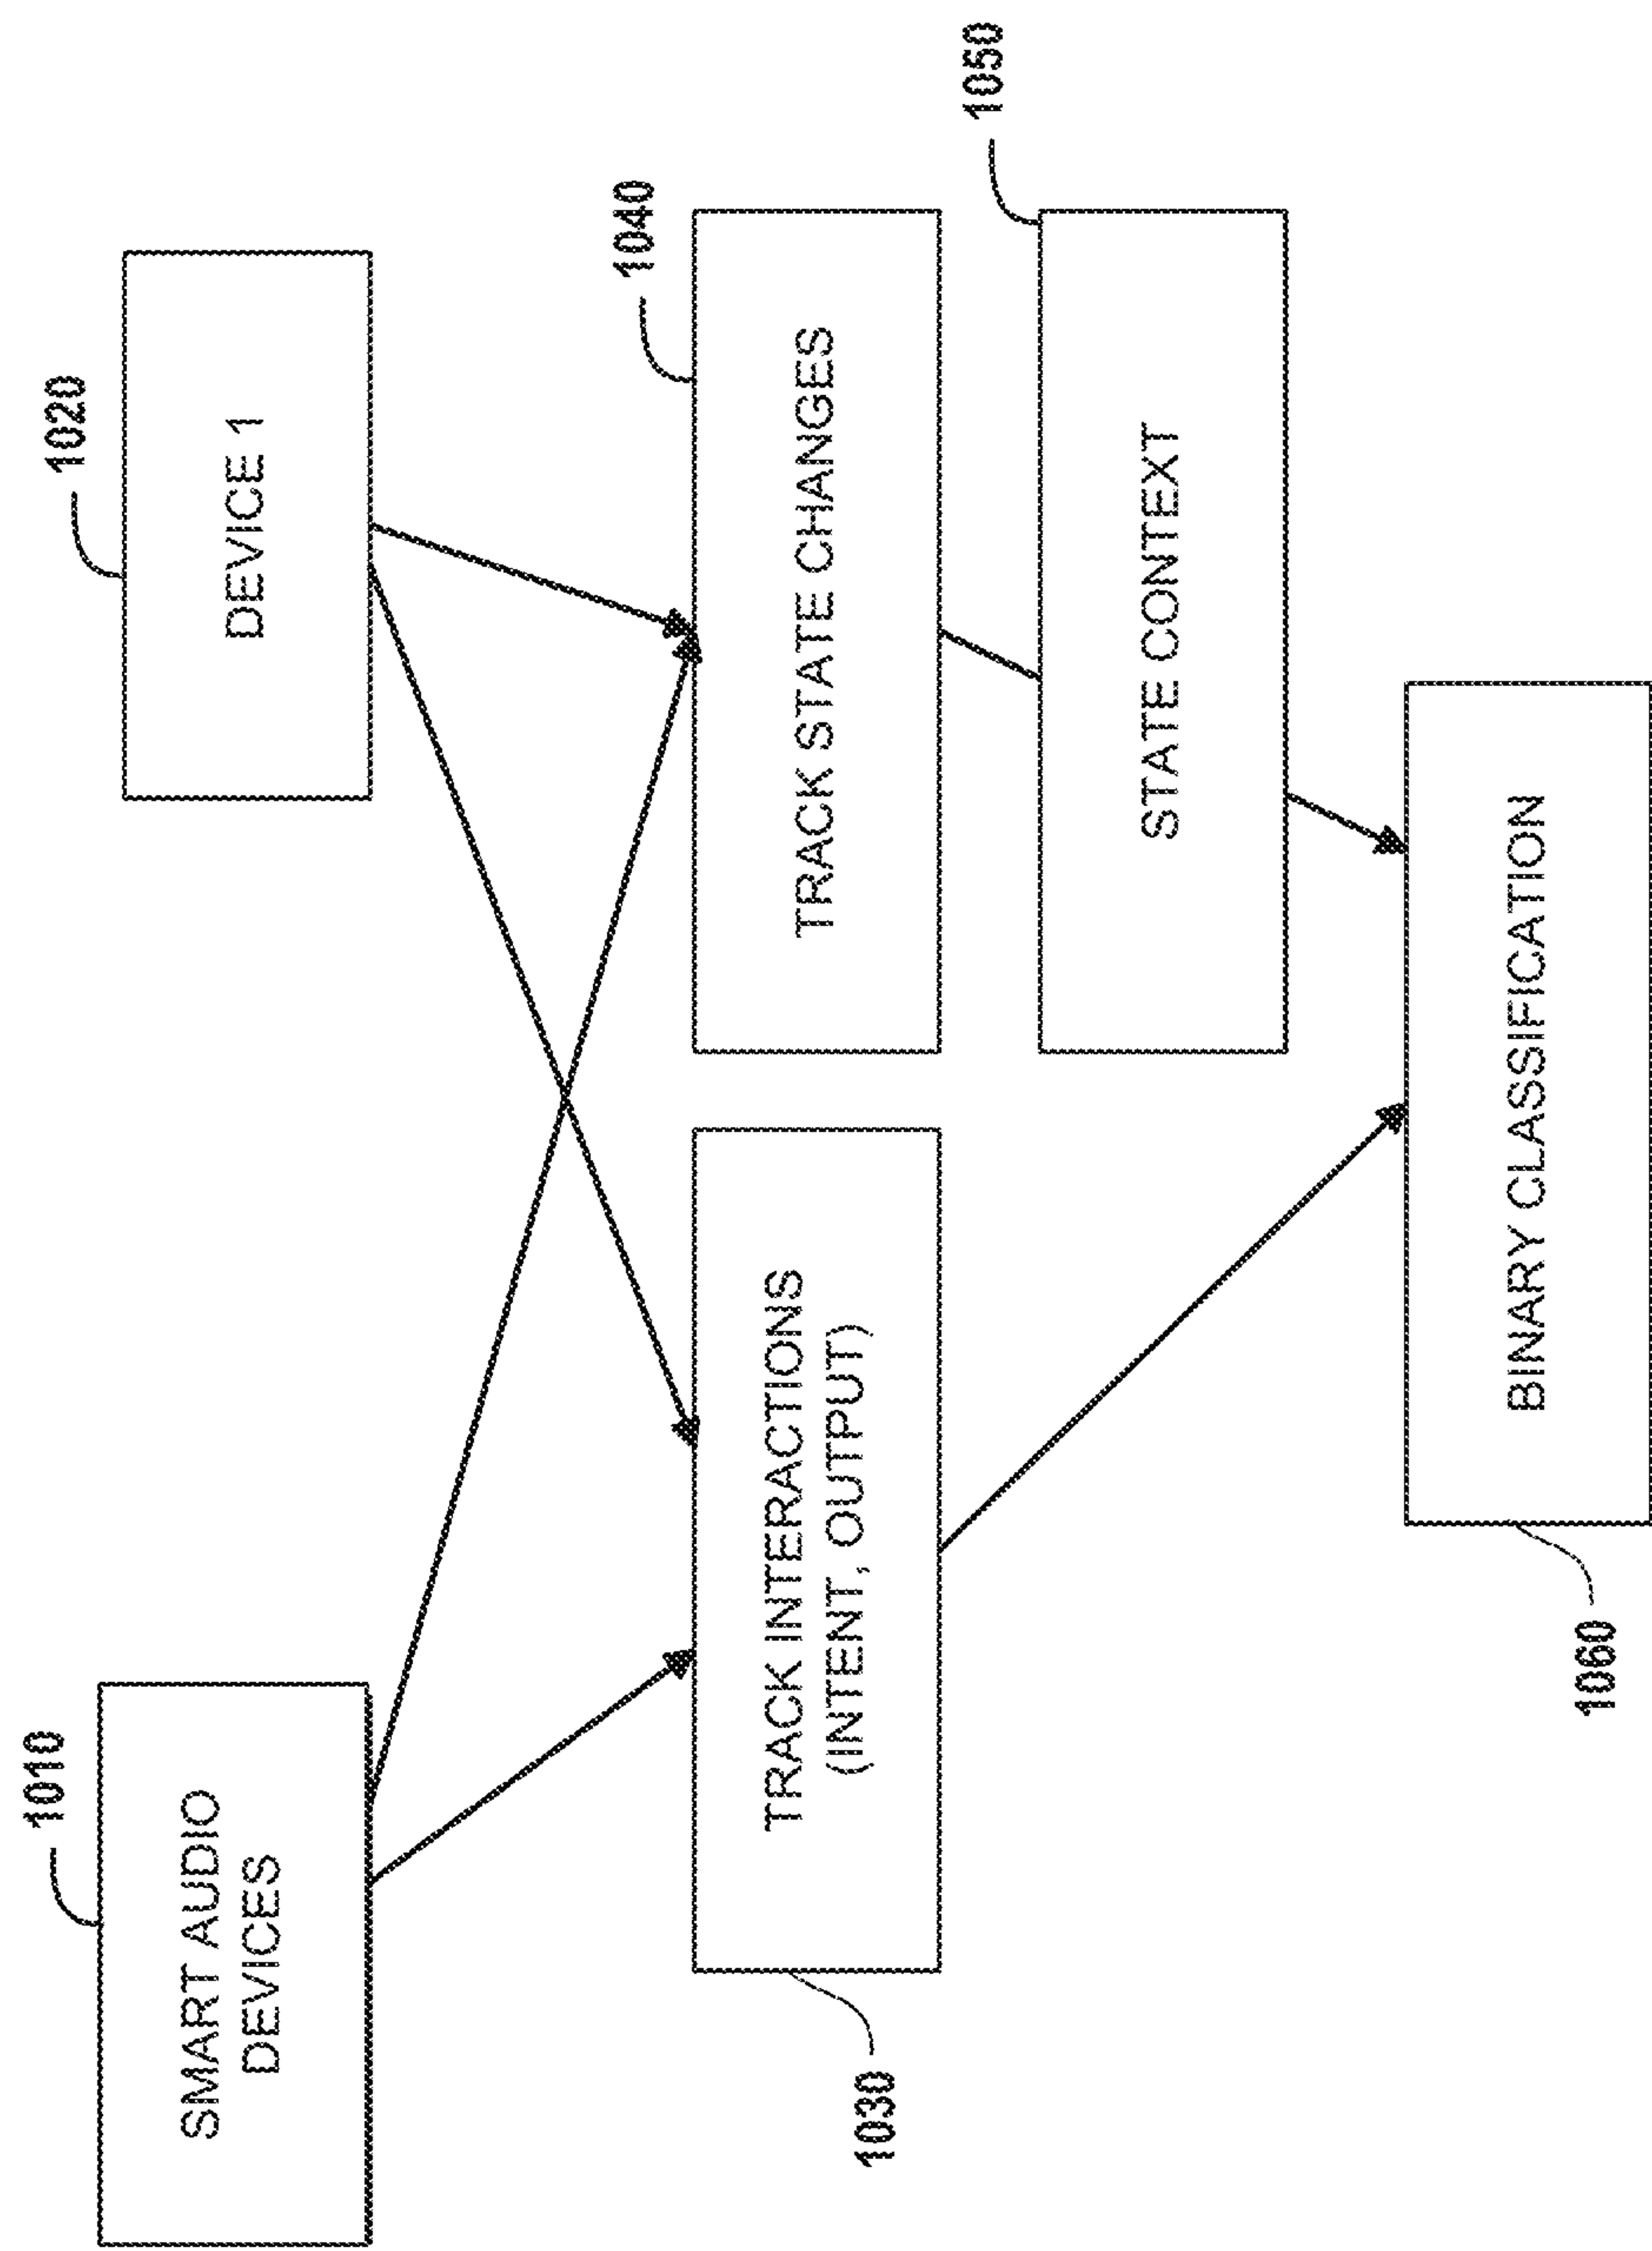 1010
SMART AUDIO
DEVICES
1020
DEVICE 1
1030
TRACK INTERACTIONS
(INTENT, OUTPUT)
1040
TRACK STATE CHANGES
1050
STATE CONTEXT
1060
BINARY CLASSIFICATION